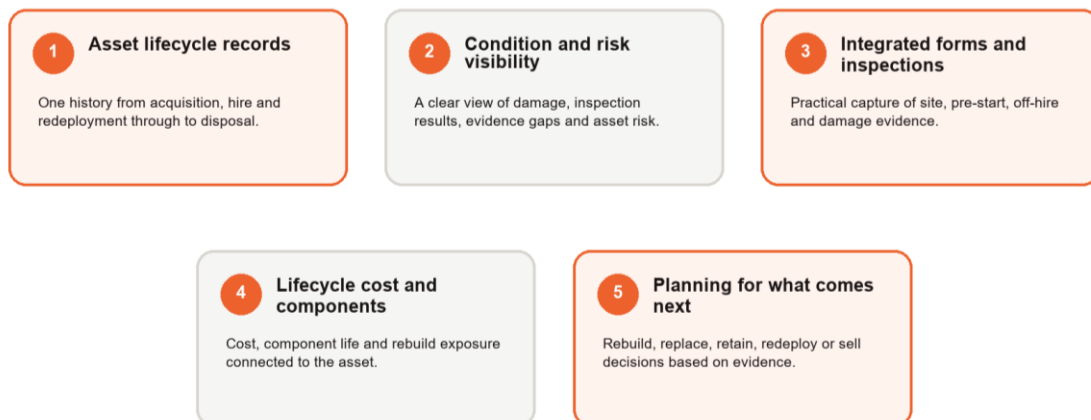 1
Asset lifecycle records
One history from acquisition, hire and
redeployment through to disposal.
2
Condition and risk
visibility
A clear view of damage, inspection
results, evidence gaps and asset risk.
3
Integrated forms and
inspections
Practical capture of site, pre-start, off-hire
and damage evidence.
4
Lifecycle cost and
components
Cost, component life and rebuild exposure
connected to the asset.
5
Planning for what comes
next
Rebuild, replace, retain, redeploy or sell
decisions based on evidence.